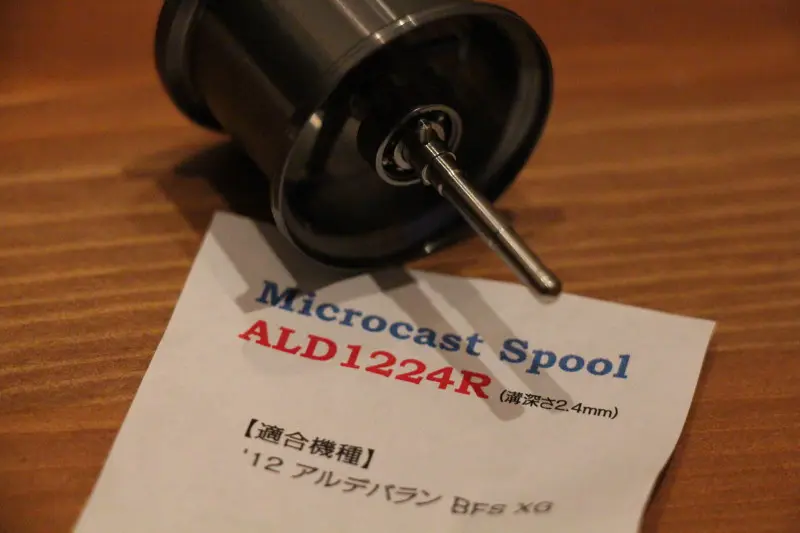 Microcast Spool
ALD1224R (溝深さ2.4mm)
【適合機種】
'12 アルデバラン BFS XG